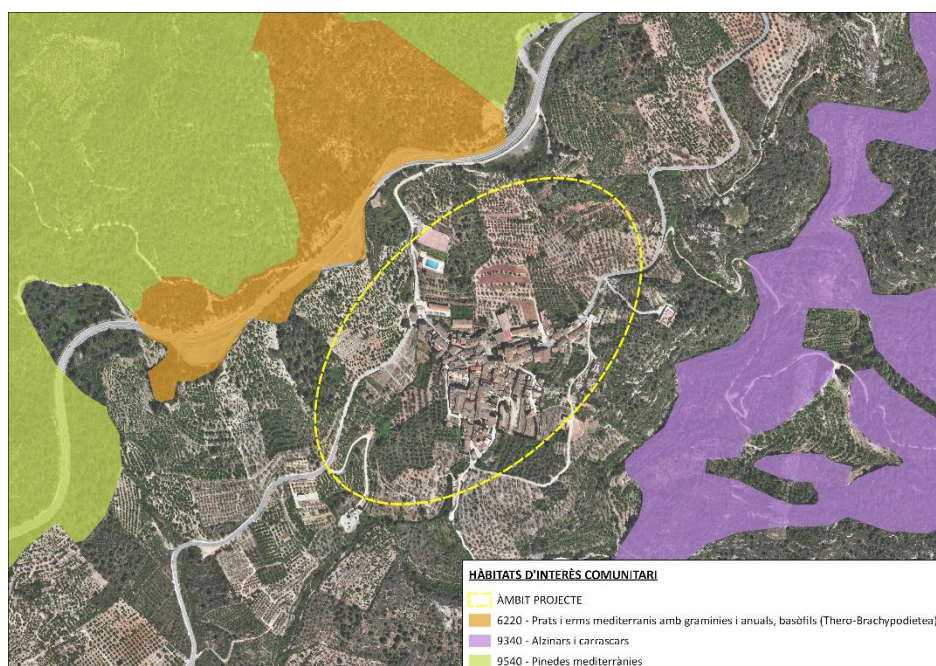 HÀBITATS D'INTERÈS COMUNITARI
ÀMBIT PROJECTE
6220 - Prats i erms mediterranis amb gramínies i anuals, basòfils (Thero-Brachypodietea)
9340 - Alzinars i carrascars
9540 - Pinedes mediterrànies